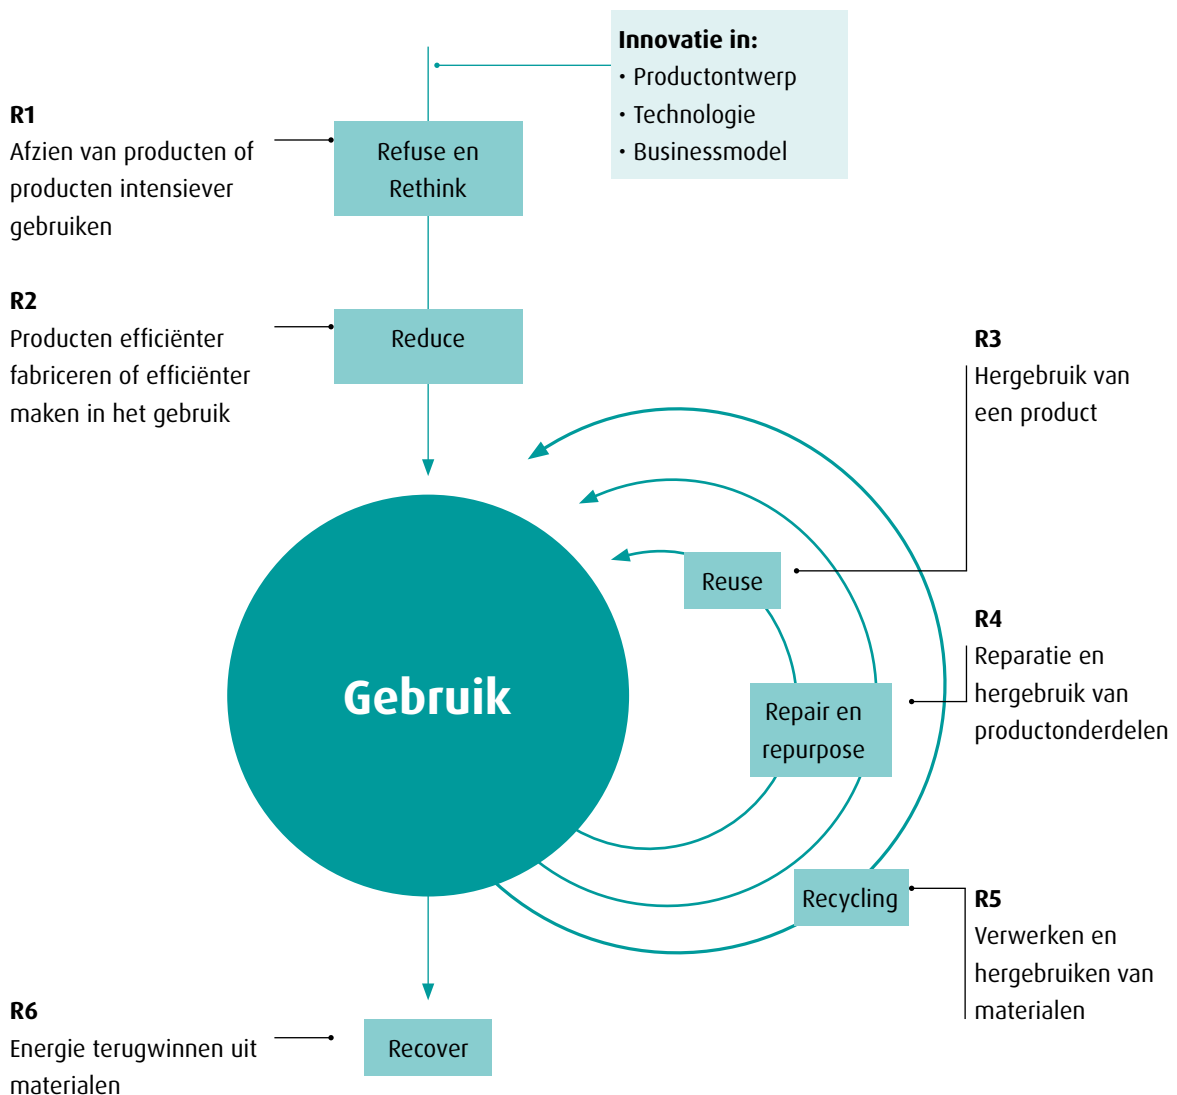 Innovatie in:
• Productontwerp
• Technologie
• Businessmodel
R1
Afzien van producten of
producten intensiever
gebruiken
Refuse en
Rethink
R2
Producten efficiënter
fabriceren of efficiënter
maken in het gebruik
Reduce
R3
Hergebruik van
een product
Reuse
R4
Reparatie en
hergebruik van
productonderdelen
Repair en
repurpose
Gebruik
Recycling
R5
Verwerken en
hergebruiken van
materialen
R6
Energie terugwinnen uit
materialen
Recover